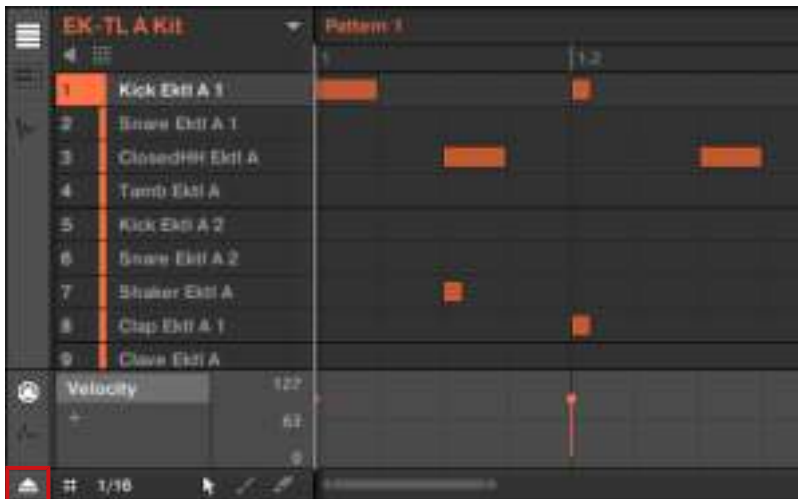 EK-TL A Kit
Pattern 1
1
1.2
1 Kick Ektl A 1
2 Snare Ektl A 1
3 ClosedHH Ektl A
4 Tamb Ektl A
5 Kick Ektl A 2
6 Snare Ektl A 2
7 Shaker Ektl A
8 Clap Ektl A 1
9 Clave Ektl A
Velocity
127
63
0
1/16